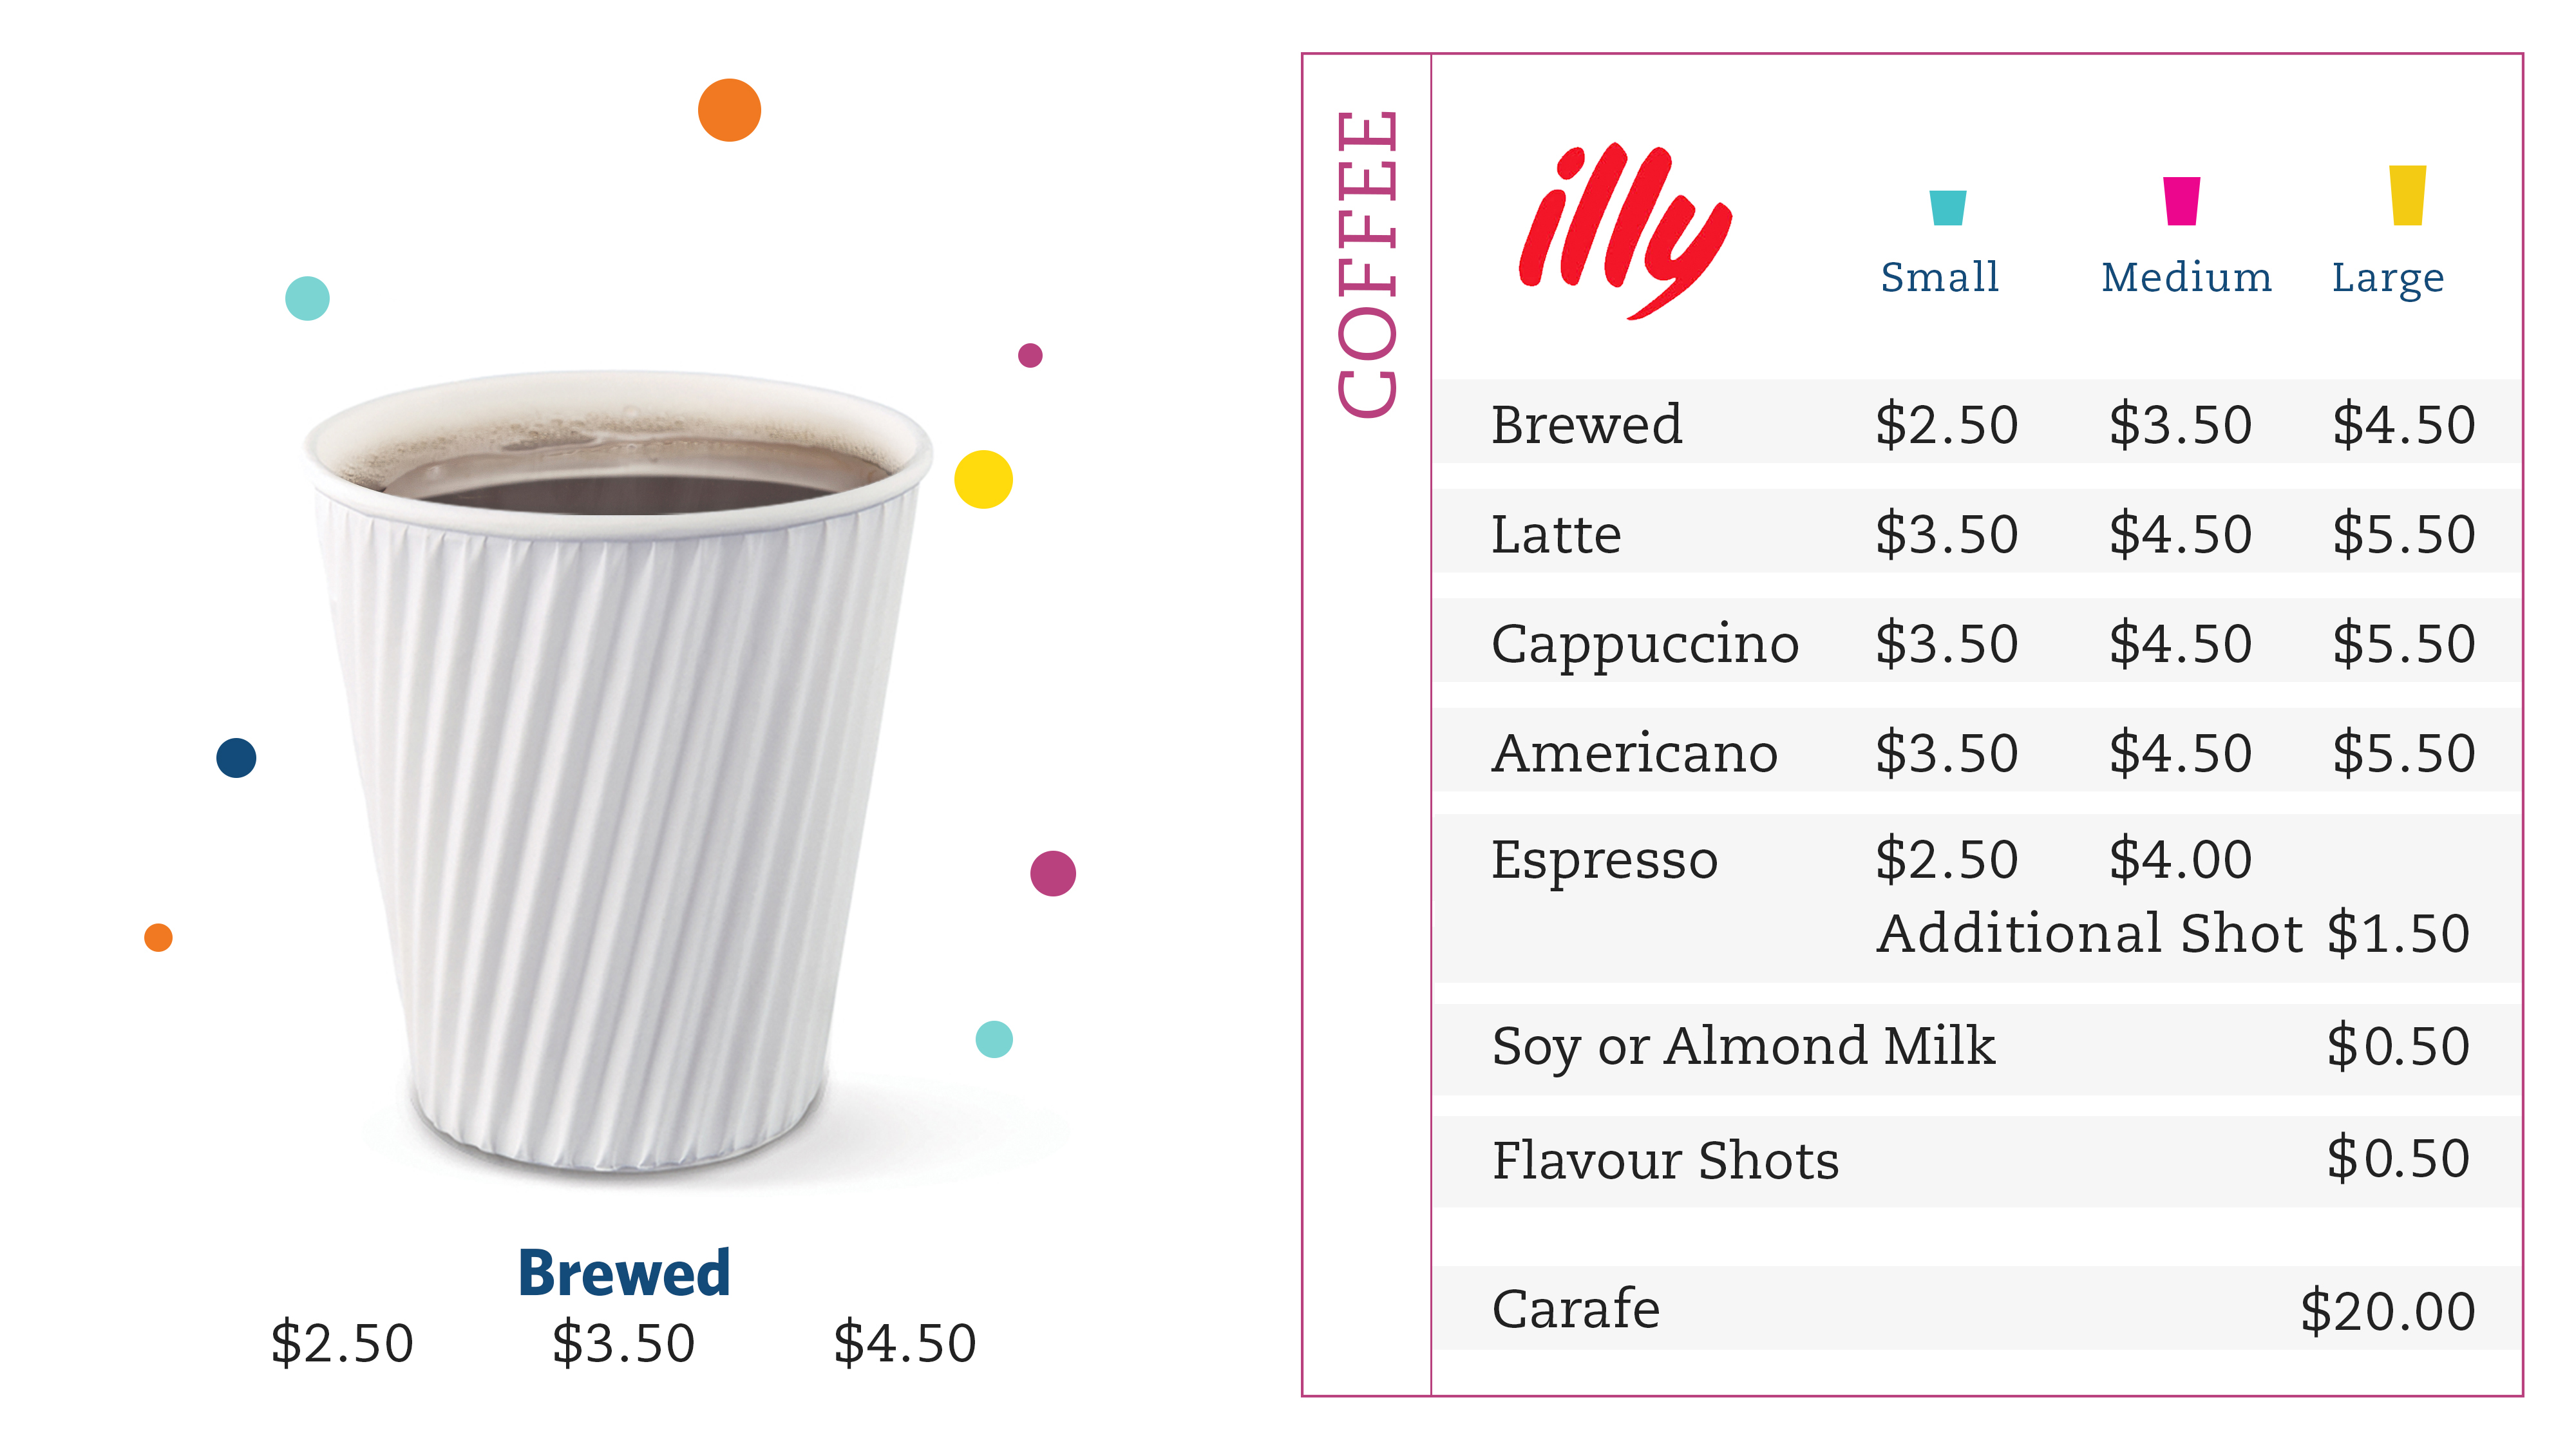 Brewed
$2.50 $3.50 $4.50
COFFEE
illy
Small Medium Large
Brewed $2.50 $3.50 $4.50
Latte $3.50 $4.50 $5.50
Cappuccino $3.50 $4.50 $5.50
Americano $3.50 $4.50 $5.50
Espresso $2.50 $4.00
Additional Shot $1.50
Soy or Almond Milk $0.50
Flavour Shots $0.50
Carafe $20.00